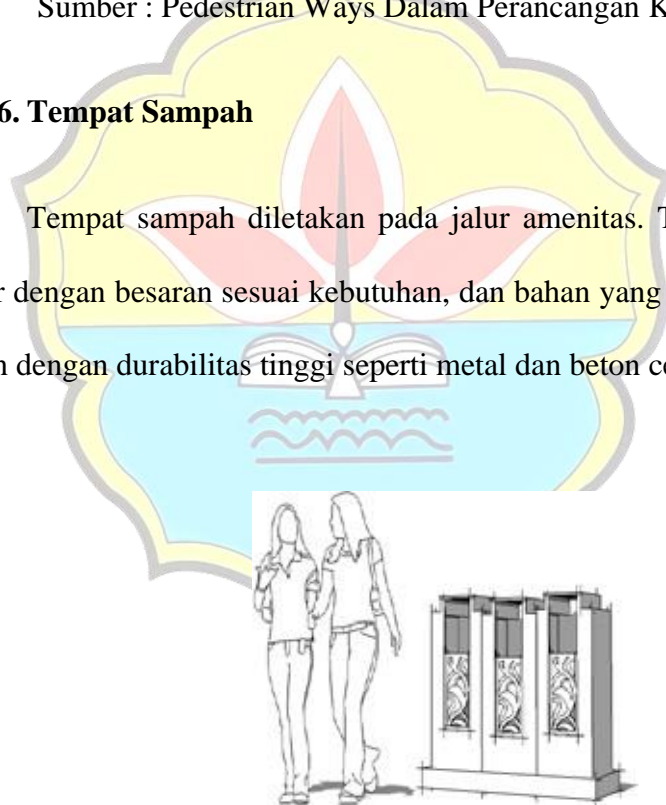 Sumber : Pedestrian Ways Dalam Perancangan K
6. Tempat Sampah
Tempat sampah diletakan pada jalur amenitas. T
dengan besaran sesuai kebutuhan, dan bahan yang
dengan durabilitas tinggi seperti metal dan beton